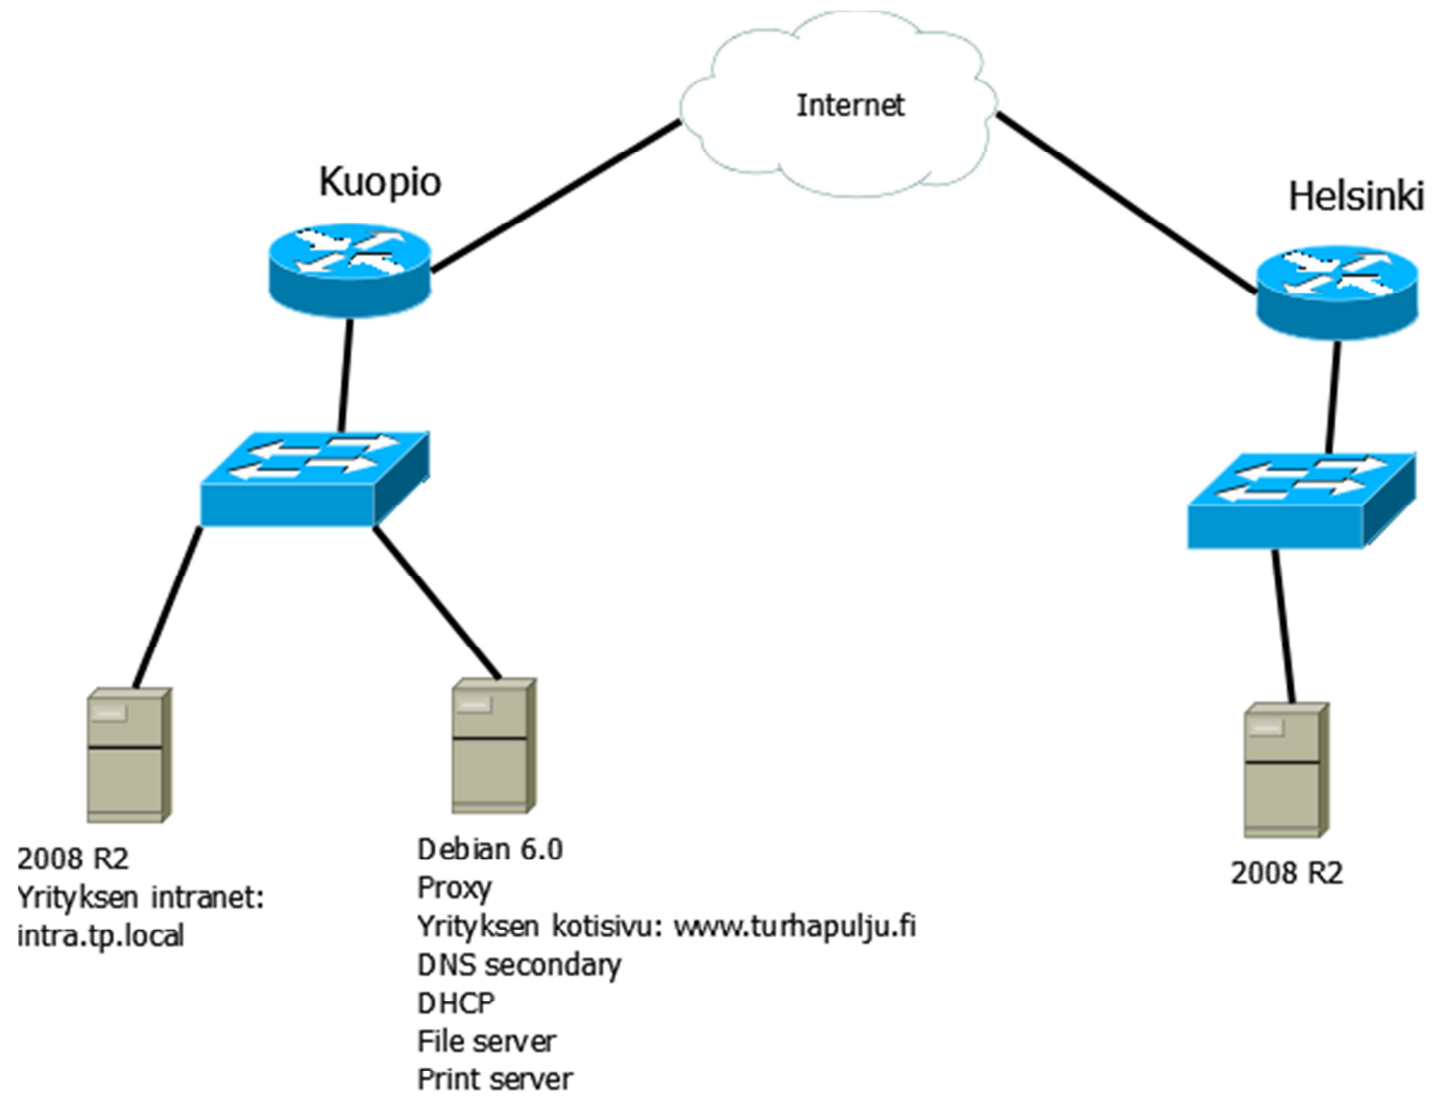 Internet
Kuopio
Helsinki
2008 R2
Yrityksen intranet:
intra.tp.local
Debian 6.0
Proxy
Yrityksen kotisivu: www.turhapulju.fi
DNS secondary
DHCP
File server
Print server
2008 R2